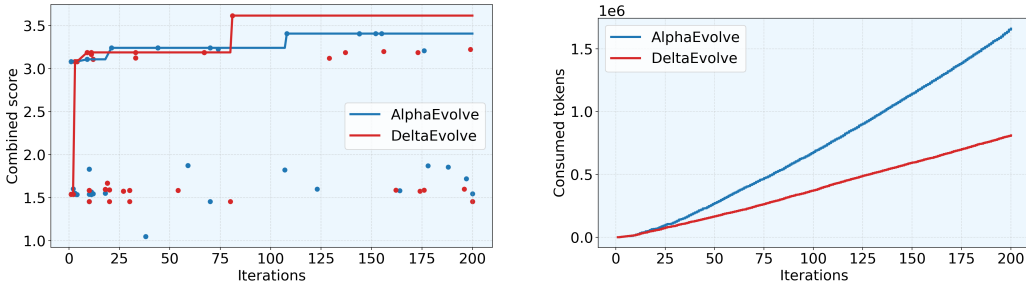 3.5
3.0
2.5
2.0
1.5
1.0
Combined score
AlphaEvolve
DeltaEvolve
0 25 50 75 100 125 150 175 200
Iterations
1e6
1.5
1.0
0.5
0.0
Consumed tokens
AlphaEvolve
DeltaEvolve
0 25 50 75 100 125 150 175 200
Iterations